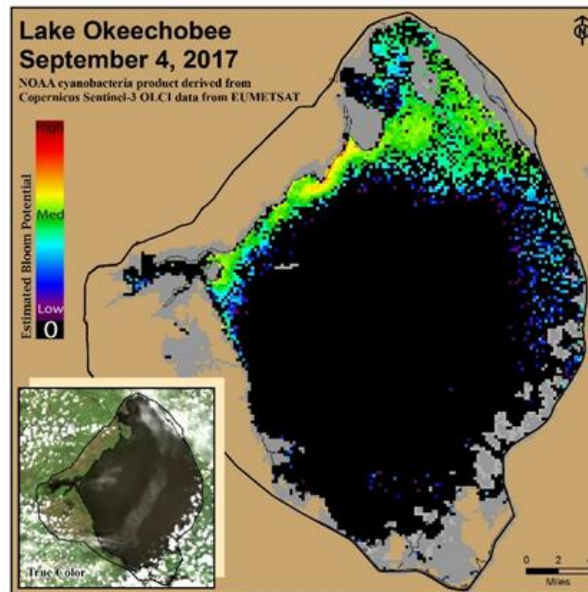 Lake Okeechobee
September 4, 2017
NOAA cyanobacteria product derived from
Copernicus Sentinel-3 OLCI data from EUMETSAT
N
High
Med
Low
0
Estimated Bloom Potential
True Color
0 2
Miles